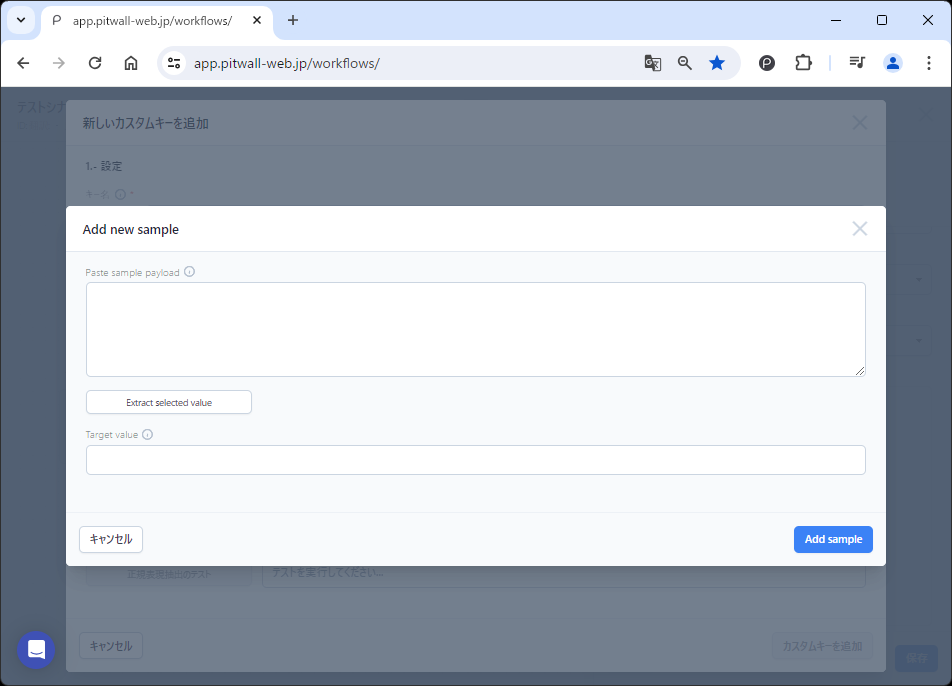 app.pitwall-web.jp/workflows/
app.pitwall-web.jp/workflows/
テストシナ
新しいカスタムキーを追加
1.- 設定
キー名 *
Add new sample
Paste sample payload
Extract selected value
Target value
キャンセル
Add sample
正規表現抽出のテスト
テストを実行してください...
キャンセル
カスタムキーを追加
保存